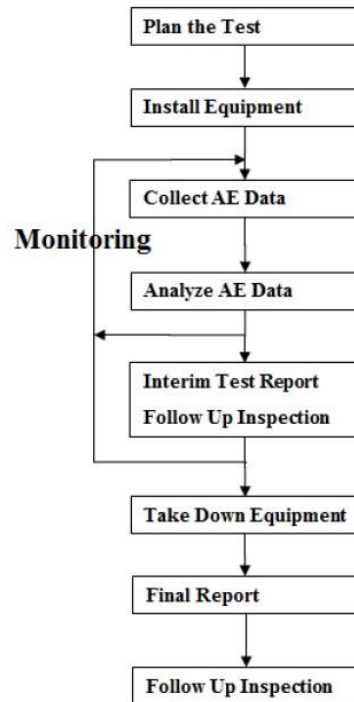 Plan the Test
Install Equipment
Collect AE Data
Monitoring
Analyze AE Data
Interim Test Report
Follow Up Inspection
Take Down Equipment
Final Report
Follow Up Inspection